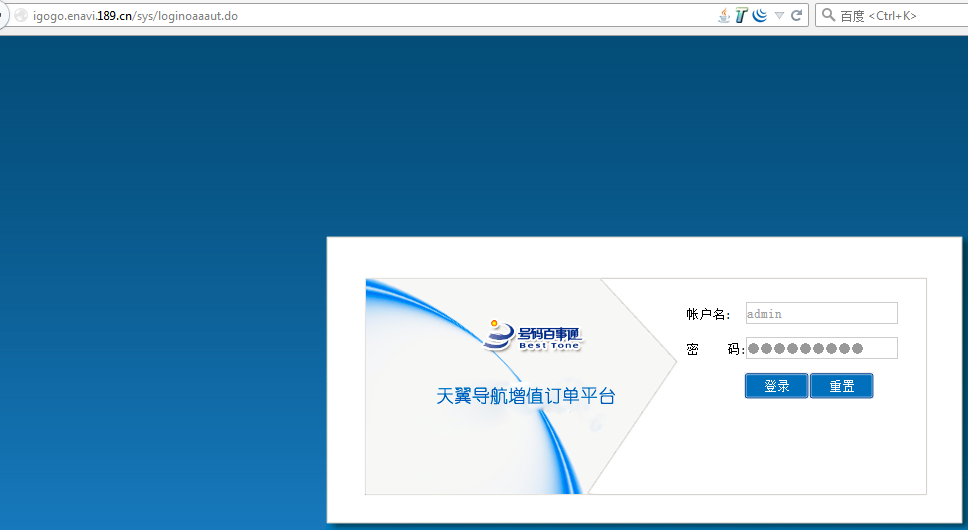 igogo.enavi.189.cn/sys/loginoaaaut.do
百度 <Ctrl+K>
号码百事通
Best Tone
天翼导航增值订单平台
帐户名: admin
密 码: ●●●●●●●●●
登录 重置